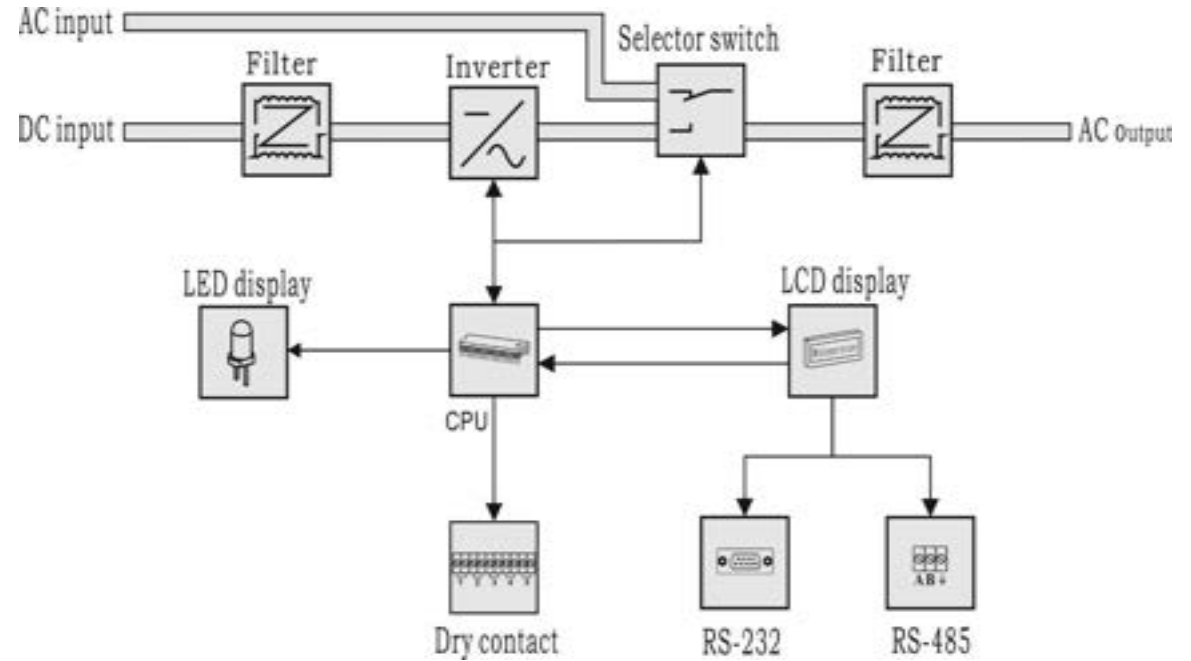 AC input
Selector switch
Filter
Inverter
Filter
DC input
AC Output
LED display
LCD display
CPU
AB
Dry contact
RS-232
RS-485